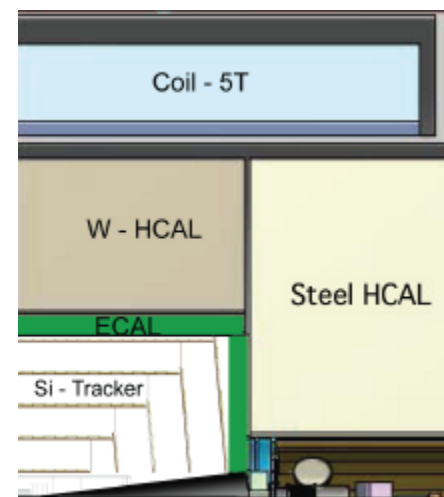 Coil - 5T
W - HCAL
Steel HCAL
ECAL
Si - Tracker